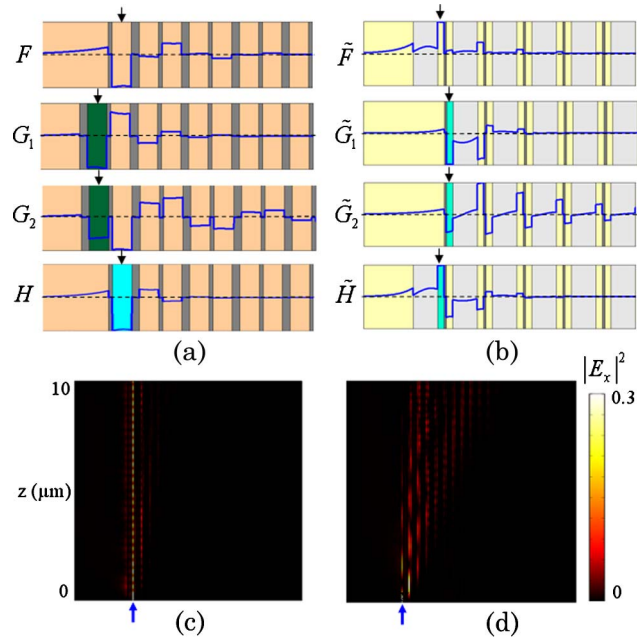 F
G₁
G₂
H
(a)
F̃
G̃₁
G̃₂
H̃
(b)
|Eₓ|²
10
z (μm)
0
(c)
(d)
0.3
0